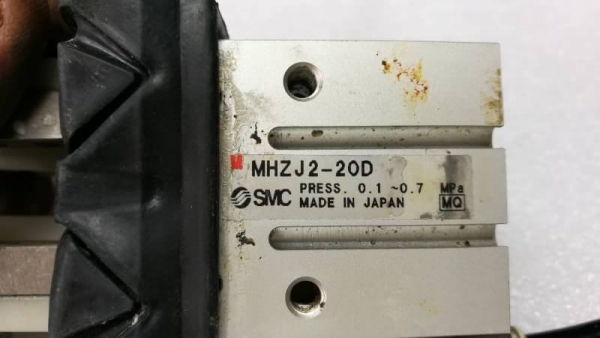 MHZJ2-20D
SMC PRESS. 0.1 ~0.7 MPa
MADE IN JAPAN MQ